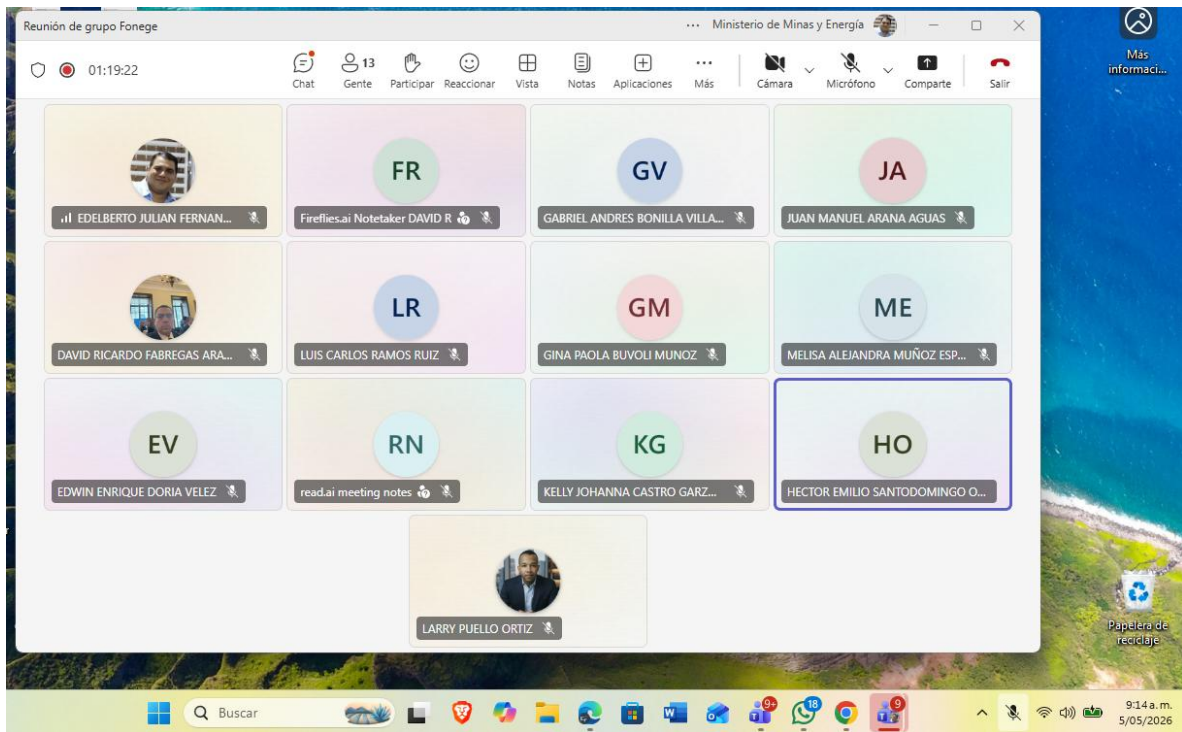 Reunión de grupo Fonege
··· Ministerio de Minas y Energía
Más informaci...
01:19:22
Chat
13
Gente
Participar
Reaccionar
Vista
Notas
Aplicaciones
Más
Cámara
Micrófono
Comparte
Salir
EDELBERTO JULIAN FERNAN...
FR
Fireflies.ai Notetaker DAVID R
GV
GABRIEL ANDRES BONILLA VILLA...
JA
JUAN MANUEL ARANA AGUAS
DAVID RICARDO FABREGAS ARA...
LR
LUIS CARLOS RAMOS RUIZ
GM
GINA PAOLA BUVOLI MUNOZ
ME
MELISA ALEJANDRA MUÑOZ ESP...
EV
EDWIN ENRIQUE DORIA VELEZ
RN
read.ai meeting notes
KG
KELLY JOHANNA CASTRO GARZ...
HO
HECTOR EMILIO SANTODOMINGO O...
LARRY PUELLO ORTIZ
Papelera de
reciclaje
Buscar
9+
18
9
9:14 a. m.
5/05/2026